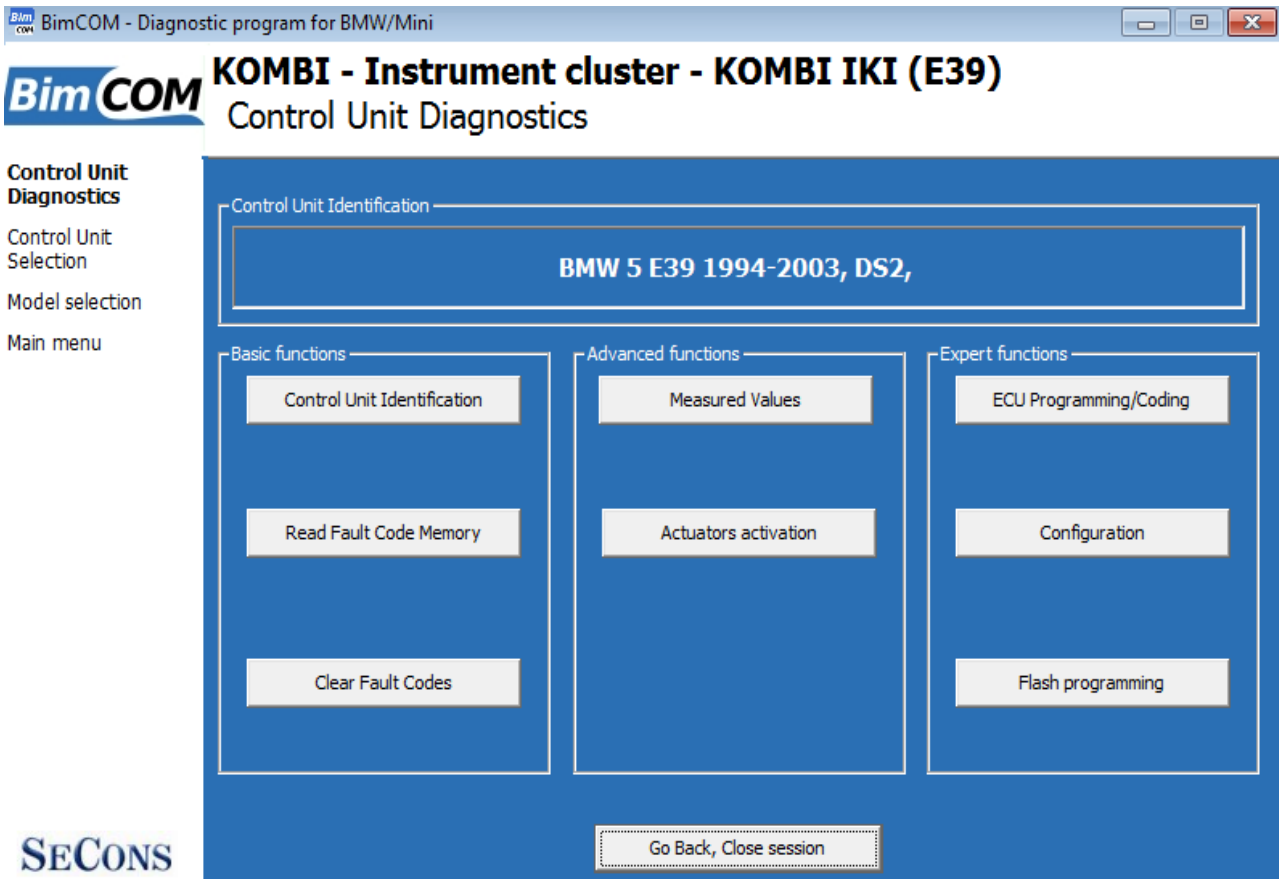 Bim
COM
BimCOM - Diagnostic program for BMW/Mini
BimCOM
KOMBI - Instrument cluster - KOMBI IKI (E39)
Control Unit Diagnostics
Control Unit
Diagnostics
Control Unit
Selection
Model selection
Main menu
Control Unit Identification
BMW 5 E39 1994-2003, DS2,
Basic functions
Control Unit Identification
Read Fault Code Memory
Clear Fault Codes
Advanced functions
Measured Values
Actuators activation
Expert functions
ECU Programming/Coding
Configuration
Flash programming
SECONS
Go Back, Close session